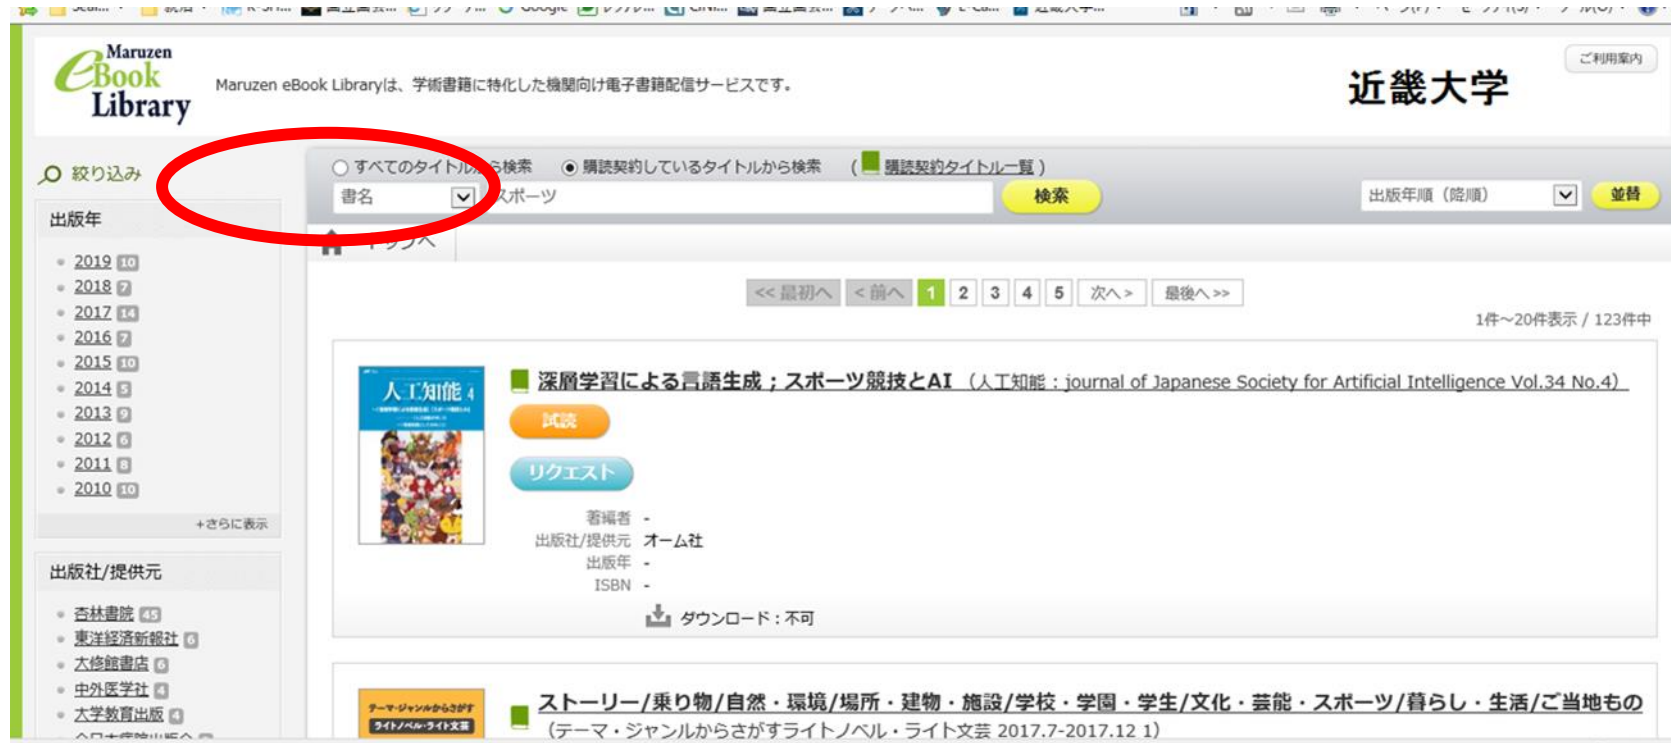 Maruzen
eBook
Library
Maruzen eBook Libraryは、学術書籍に特化した機関向け電子書籍配信サービスです。
近畿大学
ご利用案内
絞り込み
すべてのタイトルから検索
購読契約しているタイトルから検索
( 購読契約タイトル一覧 )
書名
スポーツ
検索
出版年順（降順）
並替
トップへ
<< 最初へ < 前へ 1 2 3 4 5 次へ > 最後へ >>
1件～20件表示 / 123件中
出版年
2019 10
2018 7
2017 14
2016 7
2015 10
2014 5
2013 9
2012 6
2011 8
2010 10
+さらに表示
出版社/提供元
杏林書院 45
東洋経済新報社 6
大修館書店 6
中外医学社 4
大学教育出版 4
人工知能 4
深層学習による言語生成；スポーツ競技とAI （人工知能：journal of Japanese Society for Artificial Intelligence Vol.34 No.4）
試読
リクエスト
著編者 -
出版社/提供元 オーム社
出版年 -
ISBN -
ダウンロード：不可
テーマ・ジャンルからさがす
ライトノベル・ライト文芸
ストーリー/乗り物/自然・環境/場所・建物・施設/学校・学園・学生/文化・芸能・スポーツ/暮らし・生活/ご当地もの
（テーマ・ジャンルからさがすライトノベル・ライト文芸 2017.7-2017.12 1）